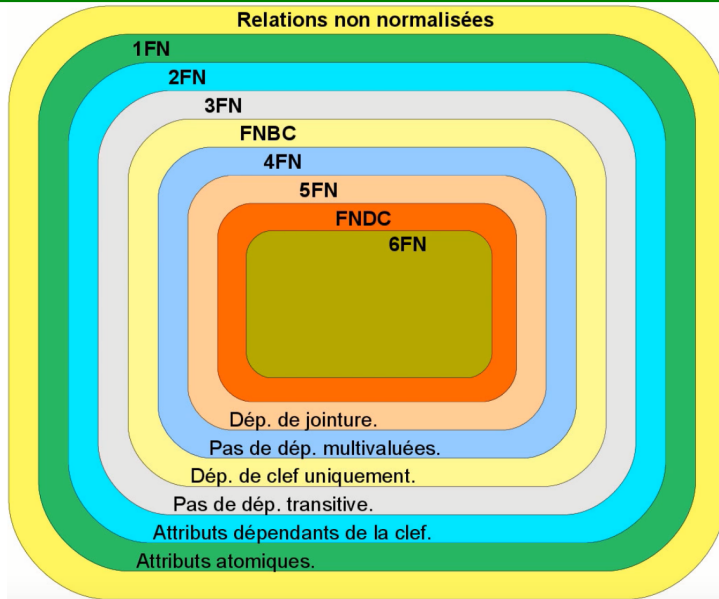 Relations non normalisées
1FN
2FN
3FN
FNBC
4FN
5FN
FNDC
6FN
Dép. de jointure.
Pas de dép. multivaluées.
Dép. de clef uniquement.
Pas de dép. transitive.
Attributs dépendants de la clef.
Attributs atomiques.